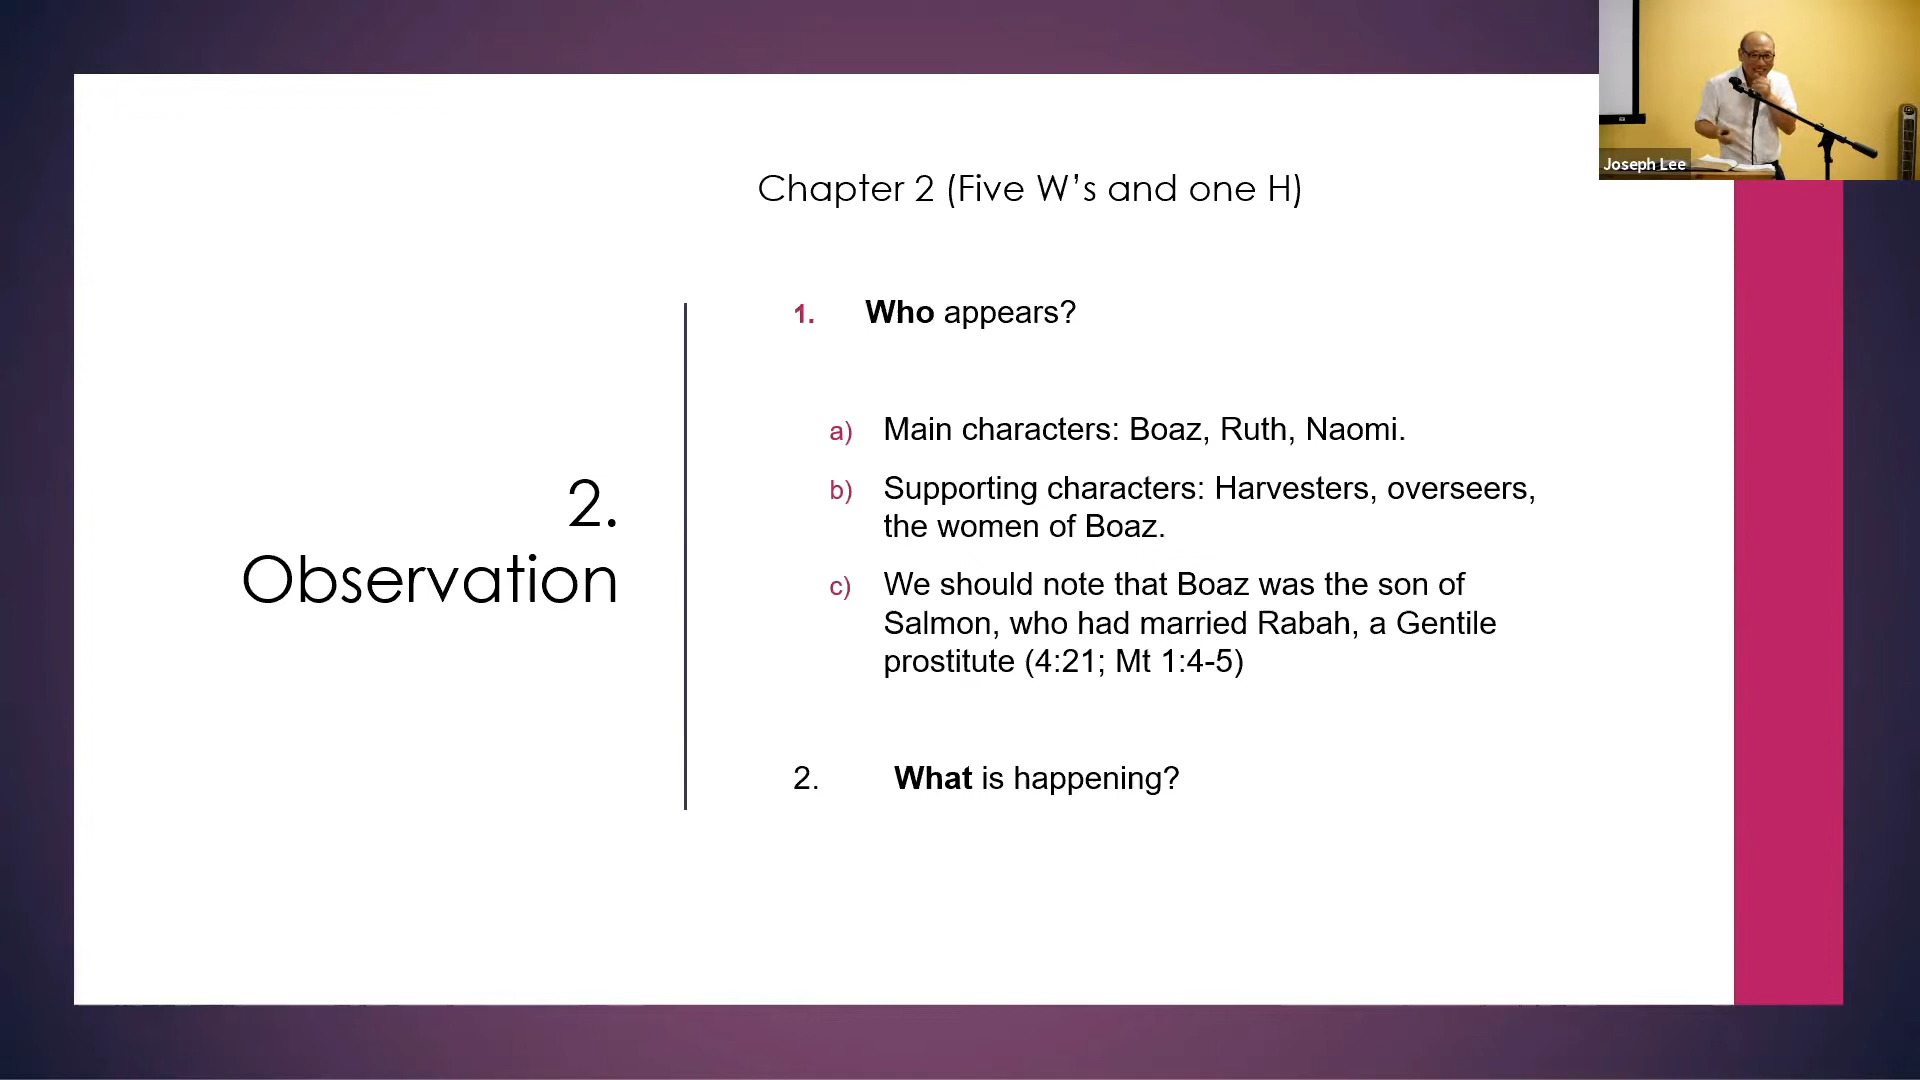 Joseph Lee
Chapter 2 (Five W’s and one H)
2.
Observation
1. Who appears?
a) Main characters: Boaz, Ruth, Naomi.
b) Supporting characters: Harvesters, overseers,
the women of Boaz.
c) We should note that Boaz was the son of
Salmon, who had married Rabah, a Gentile
prostitute (4:21; Mt 1:4-5)
2. What is happening?